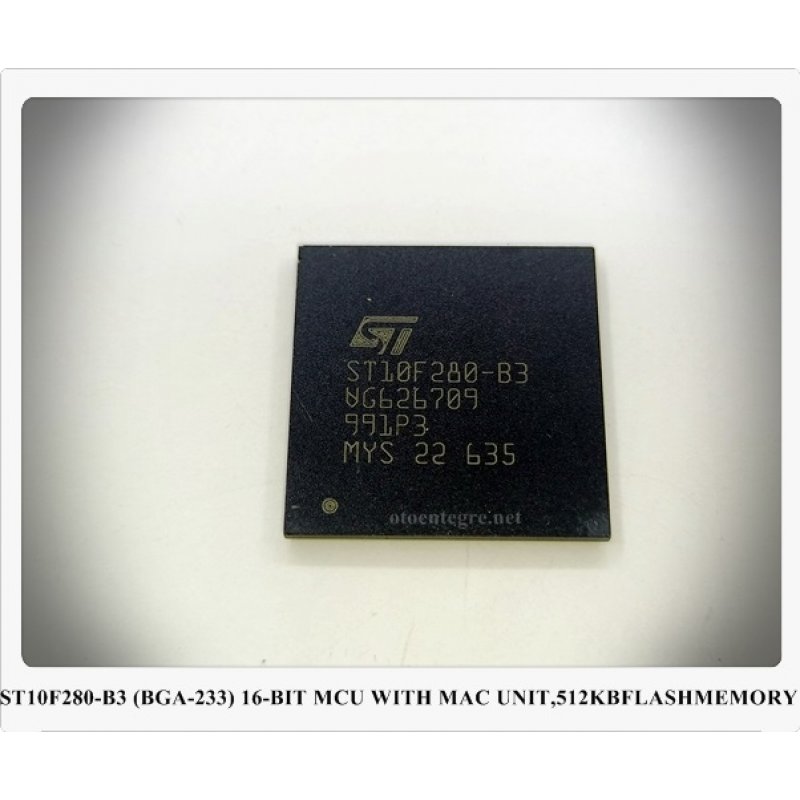 ST
ST10F280-B3
VG626709
991P3
MYS 22 635
otoentegre.net
ST10F280-B3 (BGA-233) 16-BIT MCU WITH MAC UNIT,512KBFLASHMEMORY